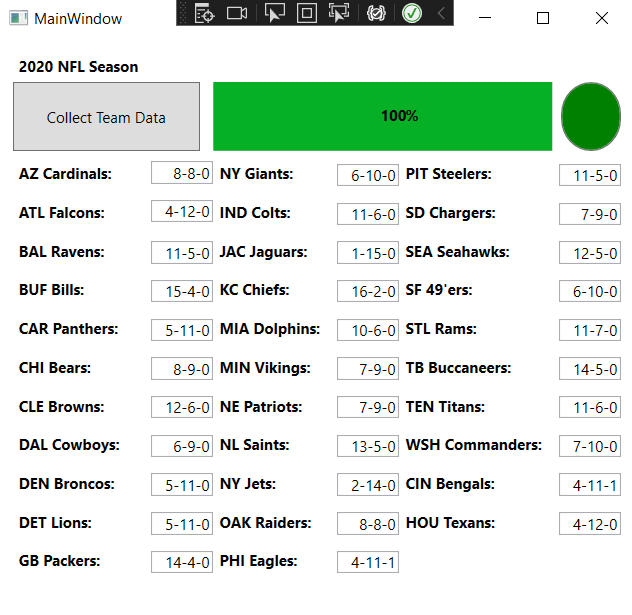 MainWindow
2020 NFL Season
Collect Team Data 100%
AZ Cardinals: 8-8-0 NY Giants: 6-10-0 PIT Steelers: 11-5-0
ATL Falcons: 4-12-0 IND Colts: 11-6-0 SD Chargers: 7-9-0
BAL Ravens: 11-5-0 JAC Jaguars: 1-15-0 SEA Seahawks: 12-5-0
BUF Bills: 15-4-0 KC Chiefs: 16-2-0 SF 49'ers: 6-10-0
CAR Panthers: 5-11-0 MIA Dolphins: 10-6-0 STL Rams: 11-7-0
CHI Bears: 8-9-0 MIN Vikings: 7-9-0 TB Buccaneers: 14-5-0
CLE Browns: 12-6-0 NE Patriots: 7-9-0 TEN Titans: 11-6-0
DAL Cowboys: 6-9-0 NL Saints: 13-5-0 WSH Commanders: 7-10-0
DEN Broncos: 5-11-0 NY Jets: 2-14-0 CIN Bengals: 4-11-1
DET Lions: 5-11-0 OAK Raiders: 8-8-0 HOU Texans: 4-12-0
GB Packers: 14-4-0 PHI Eagles: 4-11-1